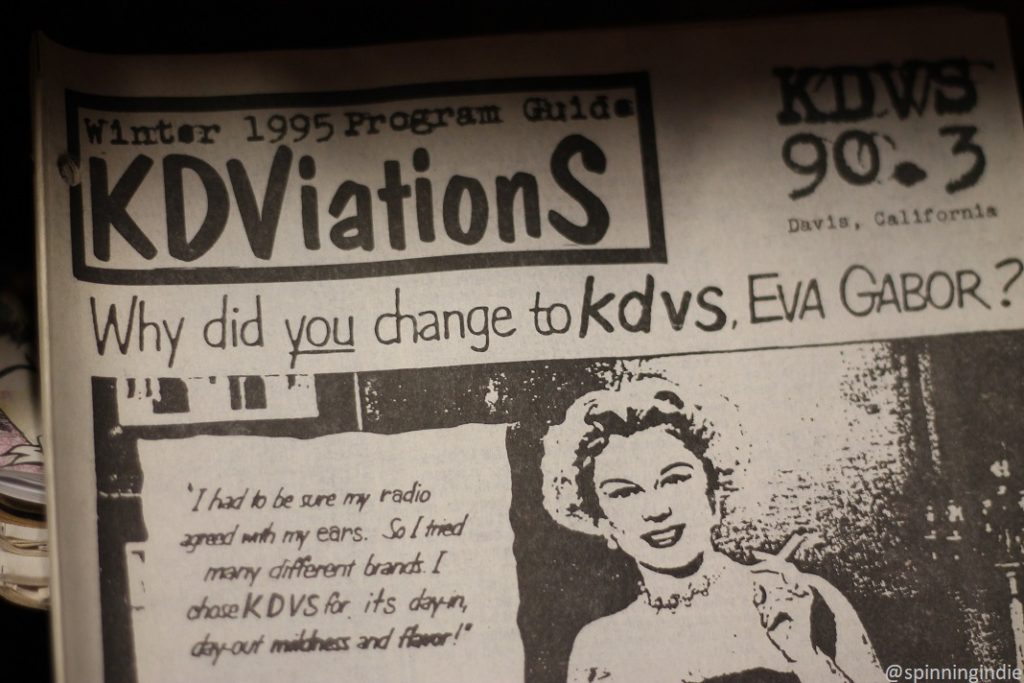 Winter 1995 Program Guide
KDViationS
KDWS
90.3
Davis, California
Why did you change to kdvs, EVA GABOR?
"I had to be sure my radio
agreed with my ears. So I tried
many different brands. I
chose KDVS for its day-in,
day-out mildness and flavor!"
@spinningindie